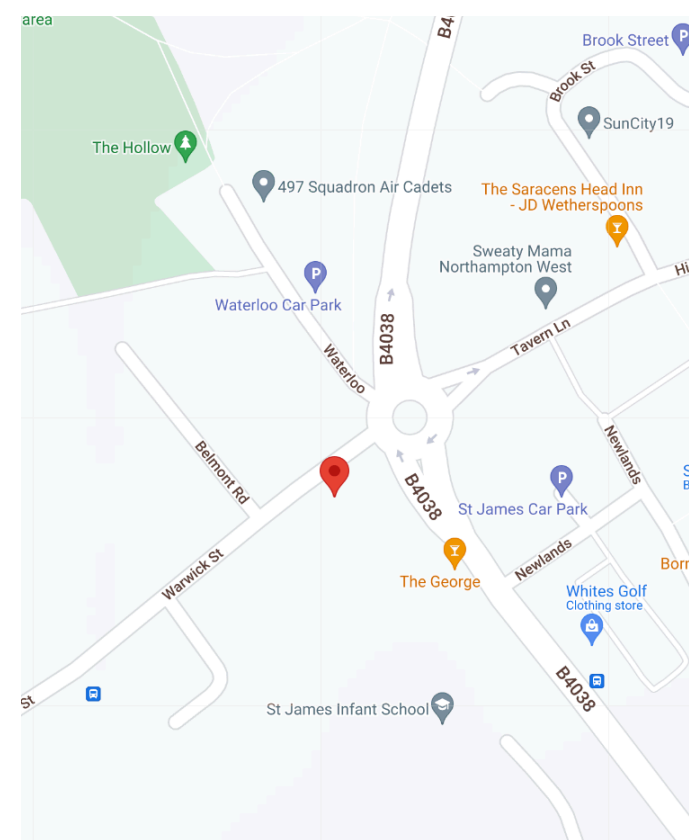 area
B4
Brook Street
P
Brook St
SunCity19
The Hollow
497 Squadron Air Cadets
The Saracens Head Inn
- JD Wetherspoons
Sweaty Mama
Northampton West
Hi
P
Waterloo Car Park
B4038
Tavern Ln
Waterloo
Newlands
Belmont Rd
S
B
P
B4038
St James Car Park
Newlands
The George
Borr
Warwick St
Whites Golf
Clothing store
B4038
St
St James Infant School